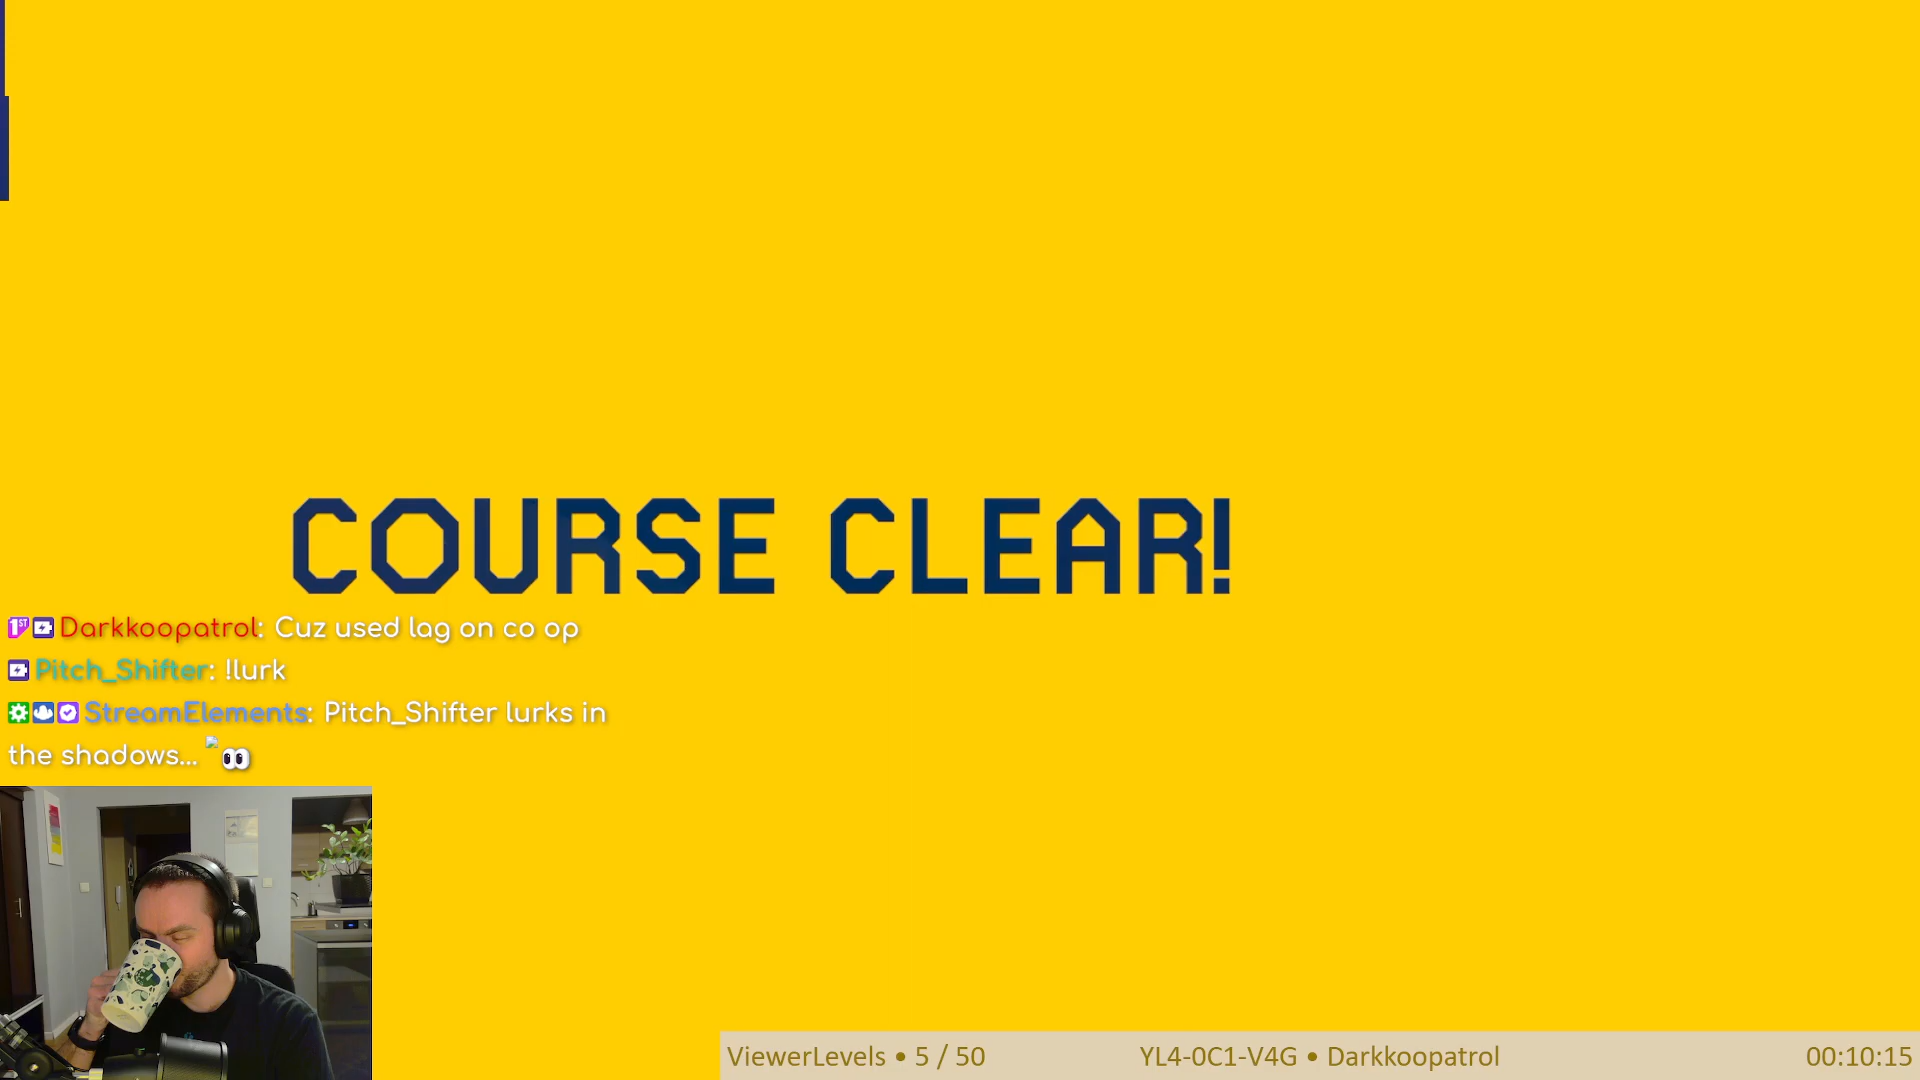 COURSE CLEAR!
1ST Darkkoopatrol: Cuz used lag on co op
Pitch_Shifter: !lurk
StreamElements: Pitch_Shifter lurks in
the shadows... 
ViewerLevels • 5 / 50
YL4-0C1-V4G • Darkkoopatrol
00:10:15